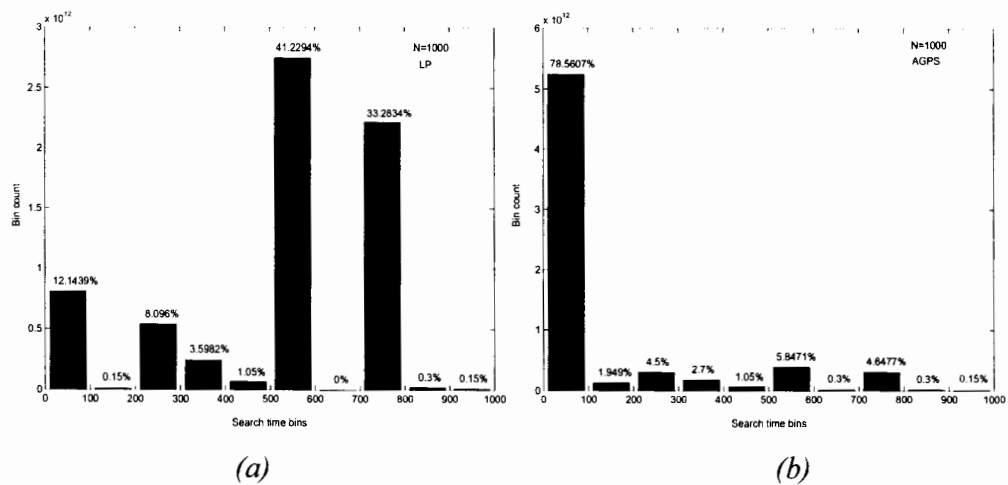 x 10^12
3
2.5
2
1.5
1
0.5
0
Bin count
N=1000
LP
12.1439%
0.15%
8.096%
3.5982%
1.05%
41.2294%
0%
33.2834%
0.3%
0.15%
0 100 200 300 400 500 600 700 800 900 1000
Search time bins
(a)
x 10^12
6
5
4
3
2
1
0
Bin count
N=1000
AGPS
78.5607%
1.949%
4.5%
2.7%
1.05%
5.8471%
0.3%
4.6477%
0.3%
0.15%
0 100 200 300 400 500 600 700 800 900 1000
Search time bins
(b)